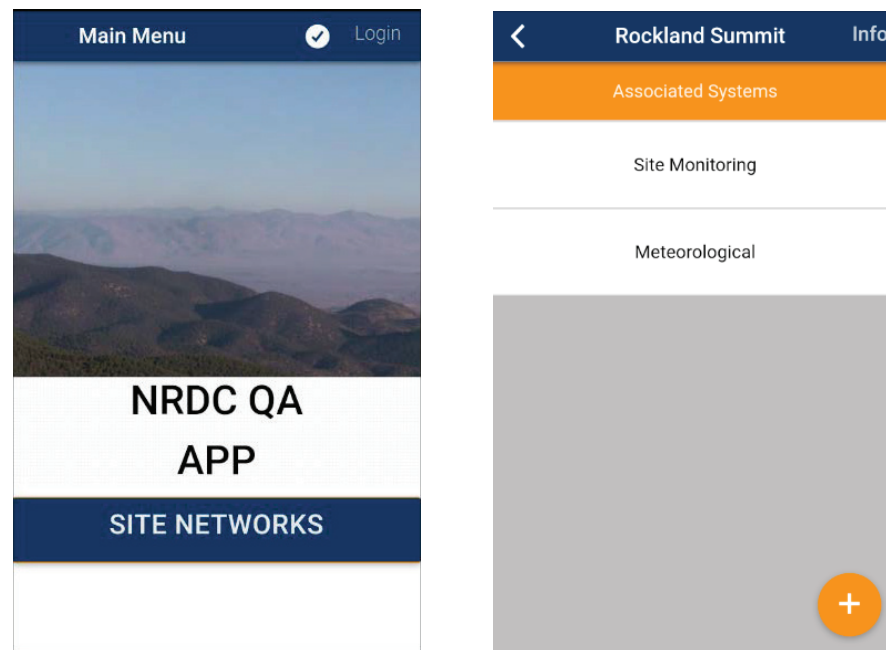 Main Menu
Login
NRDC QA
APP
SITE NETWORKS
Rockland Summit
Info
Associated Systems
Site Monitoring
Meteorological
+